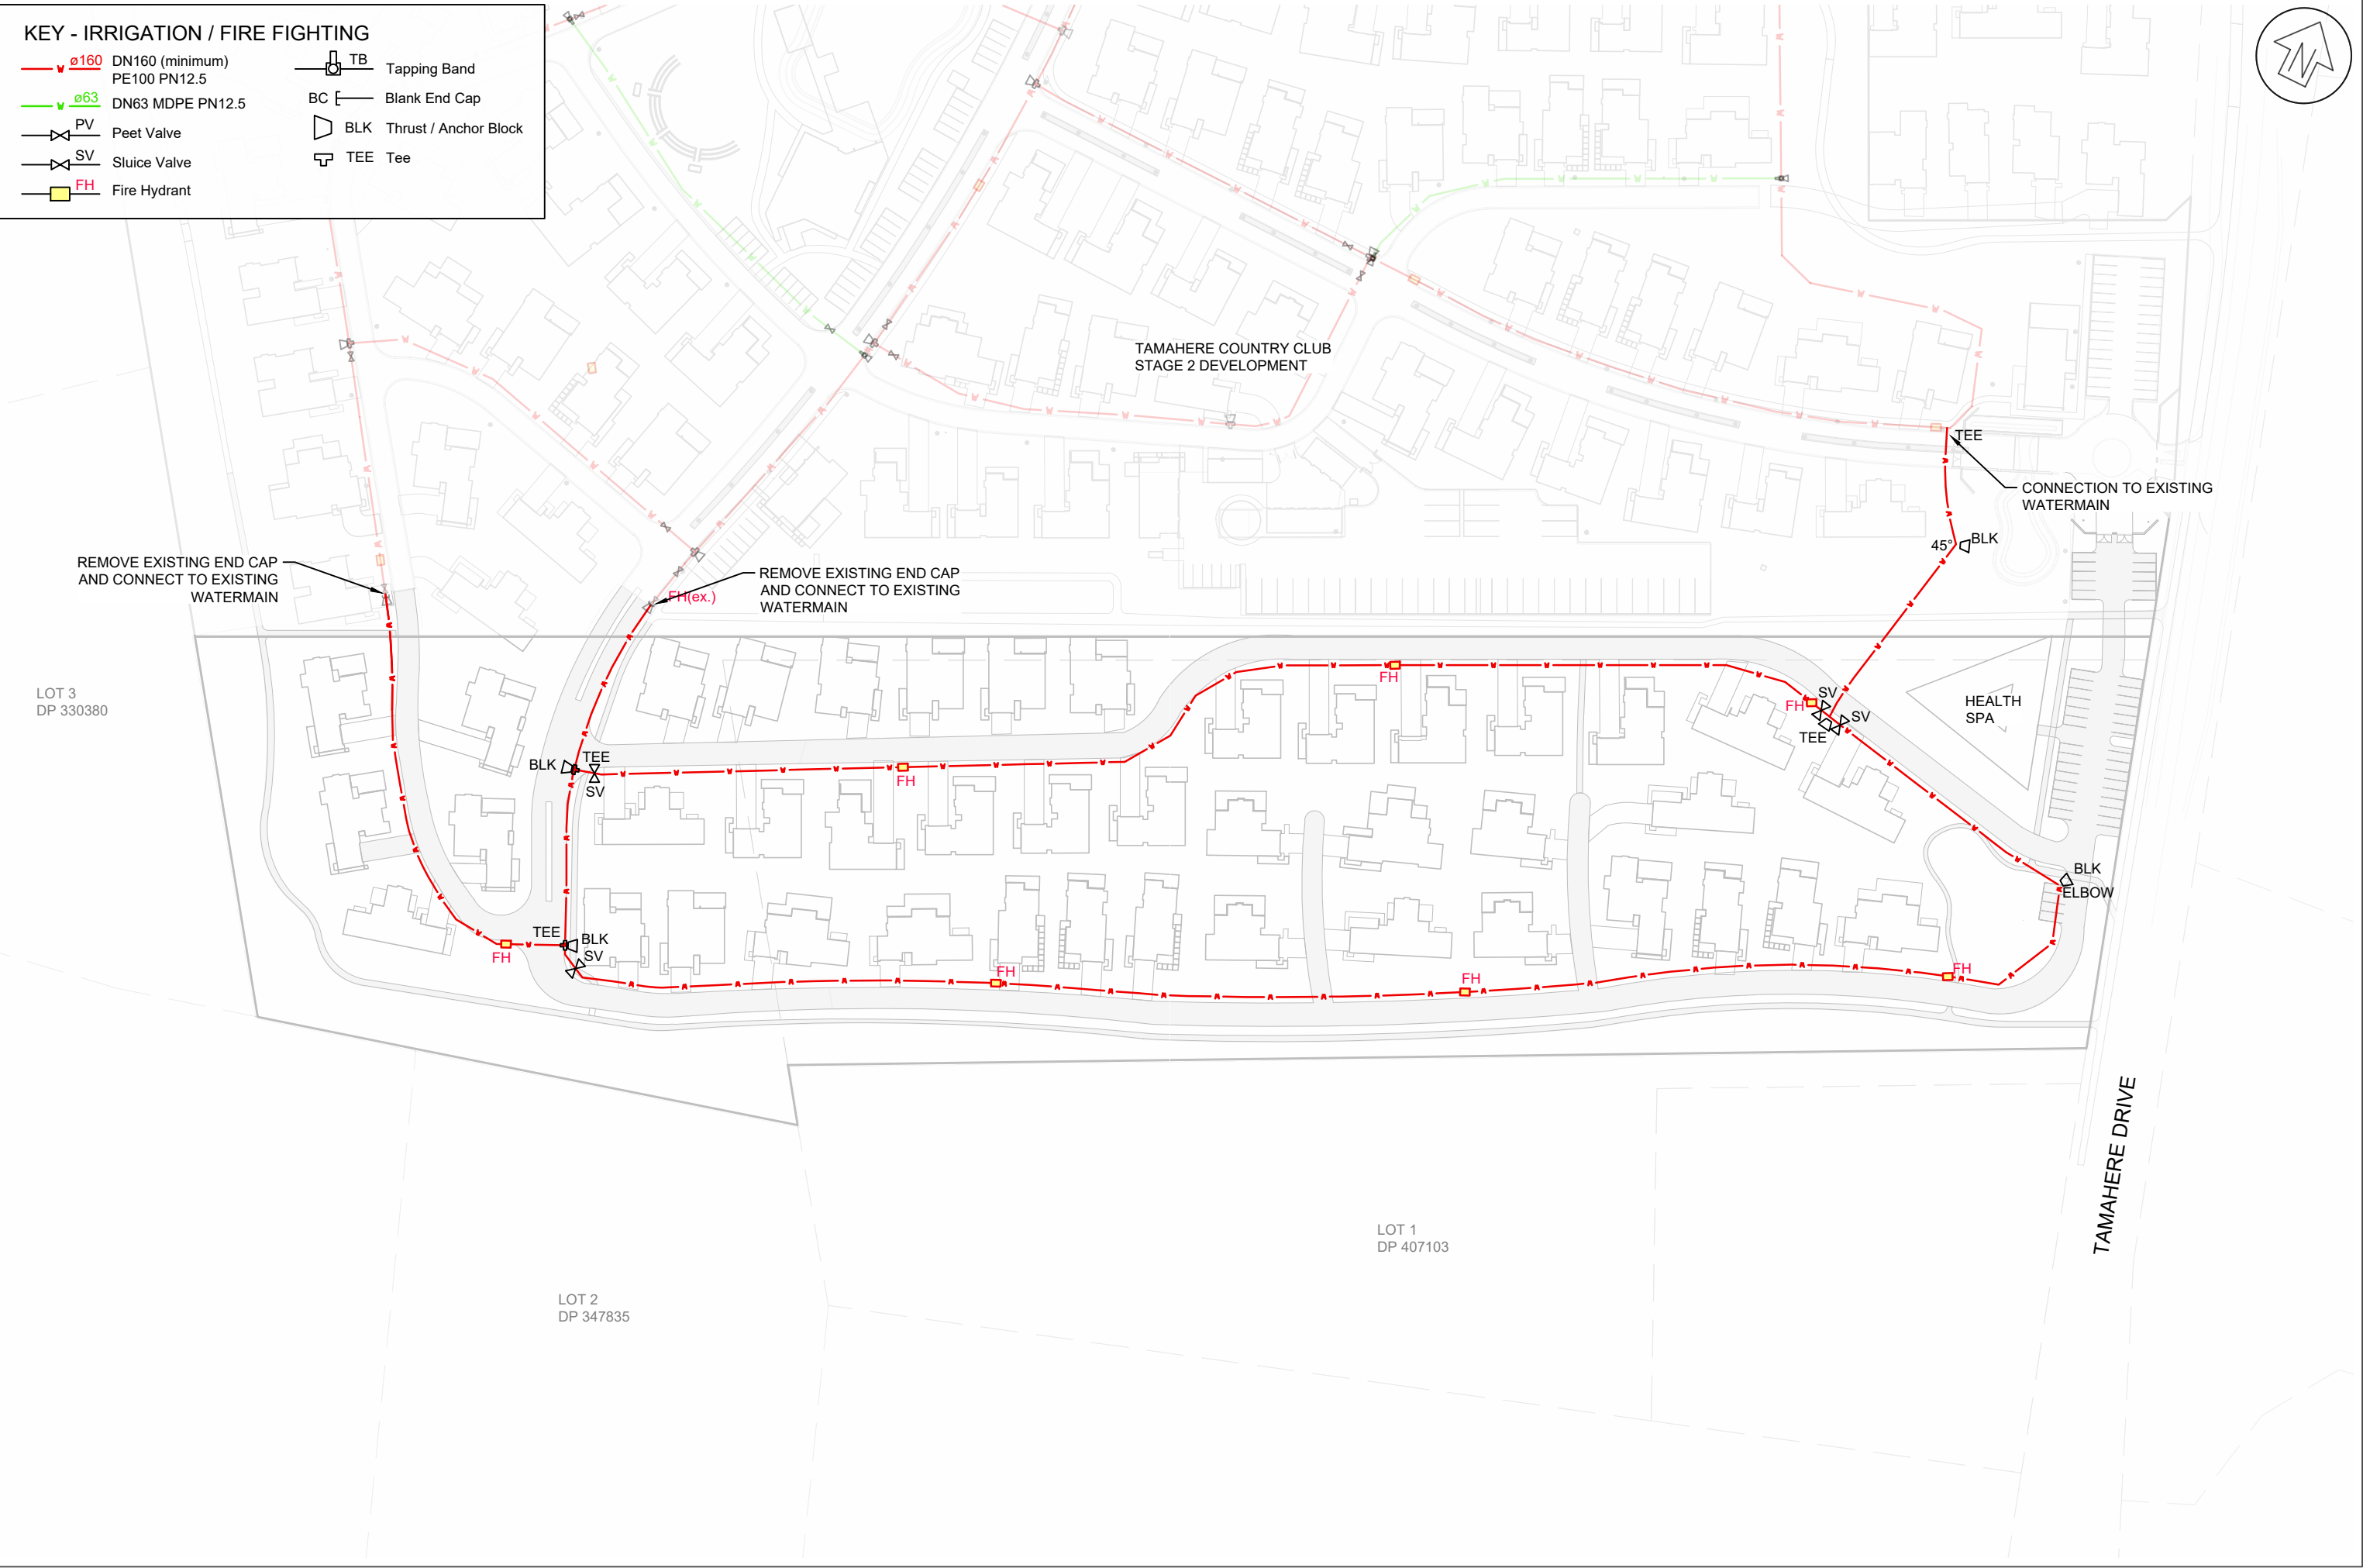 KEY - IRRIGATION / FIRE FIGHTING
ø160 DN160 (minimum)
PE100 PN12.5
ø63 DN63 MDPE PN12.5
PV Peet Valve
SV Sluice Valve
FH Fire Hydrant
TB Tapping Band
BC Blank End Cap
BLK Thrust / Anchor Block
TEE Tee
N
TAMAHERE COUNTRY CLUB
STAGE 2 DEVELOPMENT
TEE
CONNECTION TO EXISTING
WATERMAIN
45°
BLK
REMOVE EXISTING END CAP
AND CONNECT TO EXISTING
WATERMAIN
REMOVE EXISTING END CAP
AND CONNECT TO EXISTING
WATERMAIN
FH(ex.)
LOT 3
DP 330380
FH
SV
FH
SV
TEE
HEALTH
SPA
BLK
TEE
SV
FH
BLK
ELBOW
TEE
BLK
SV
FH
FH
FH
FH
TAMAHERE DRIVE
LOT 1
DP 407103
LOT 2
DP 347835